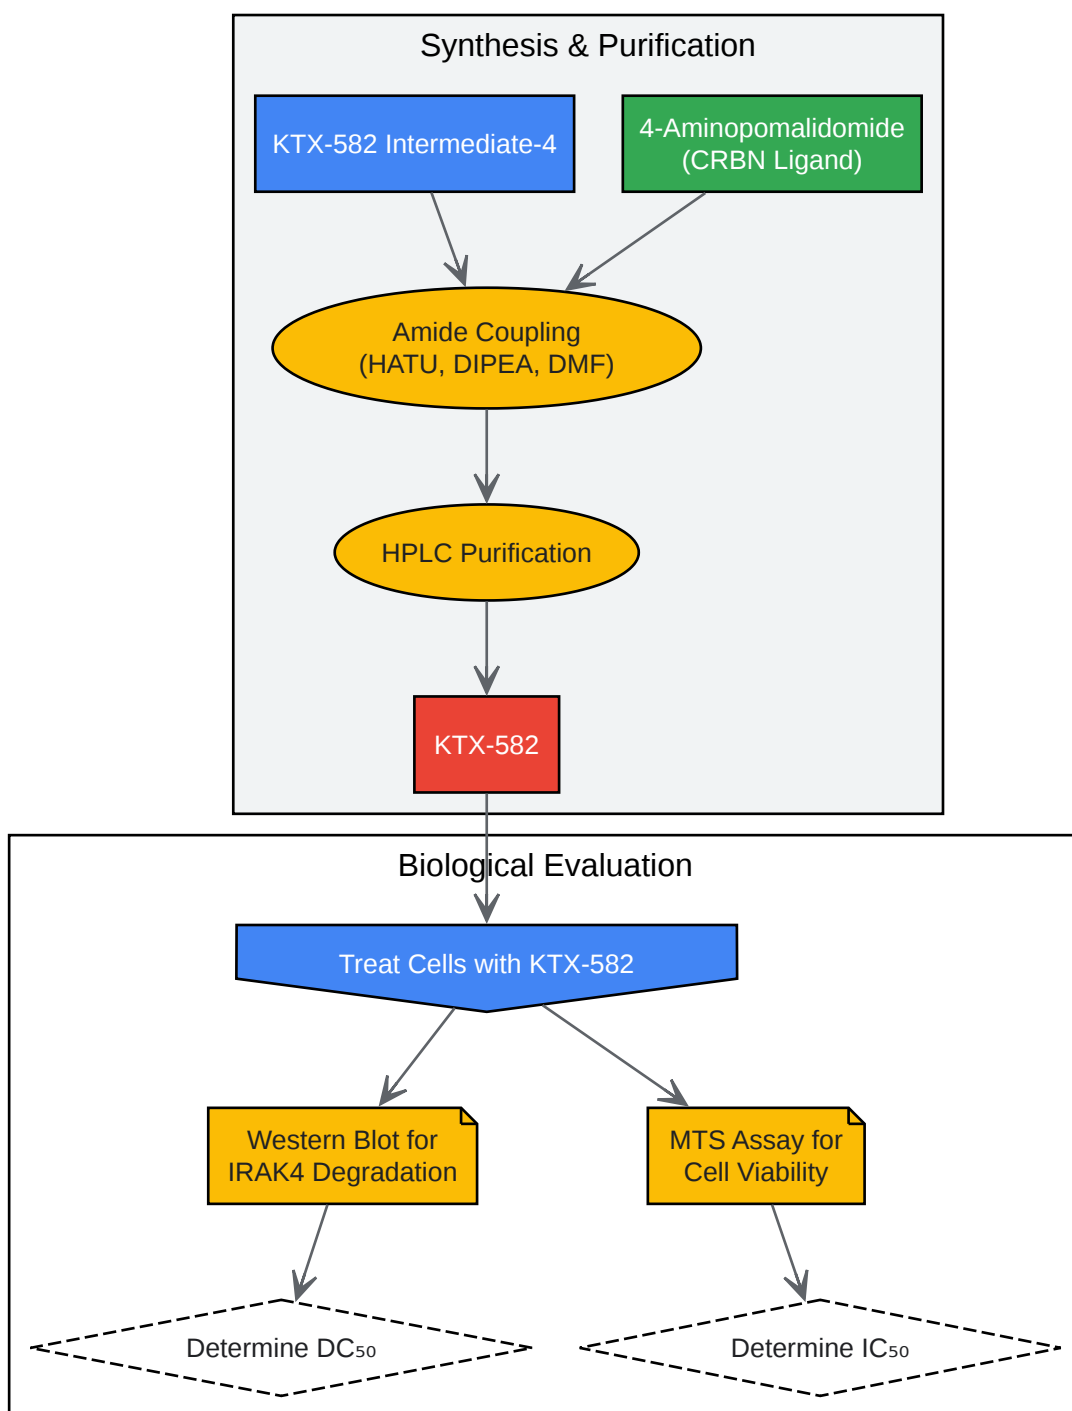 Synthesis & Purification
KTX-582 Intermediate-4
4-Aminopomalidomide
(CRBN Ligand)
Amide Coupling
(HATU, DIPEA, DMF)
HPLC Purification
KTX-582
Biological Evaluation
Treat Cells with KTX-582
Western Blot for
IRAK4 Degradation
MTS Assay for
Cell Viability
Determine DC₅₀
Determine IC₅₀